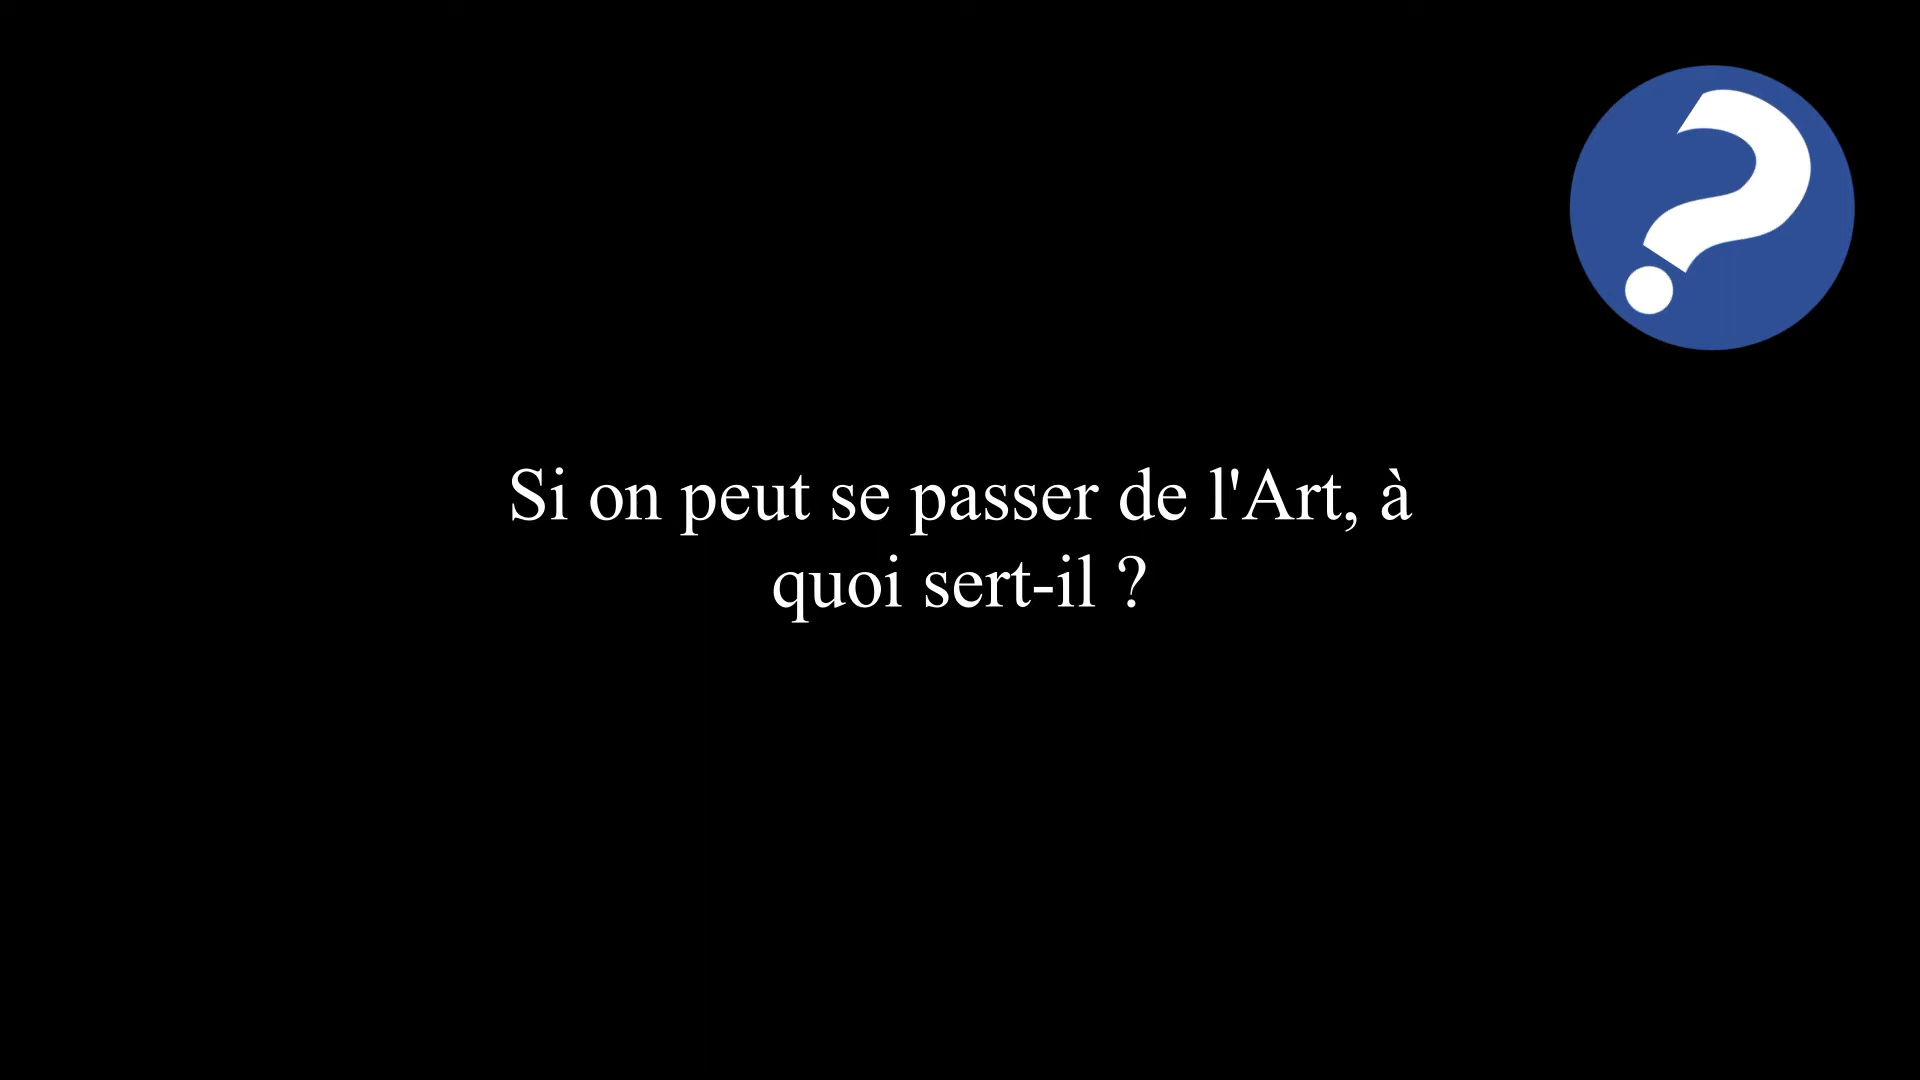 Si on peut se passer de l'Art, à
quoi sert-il ?